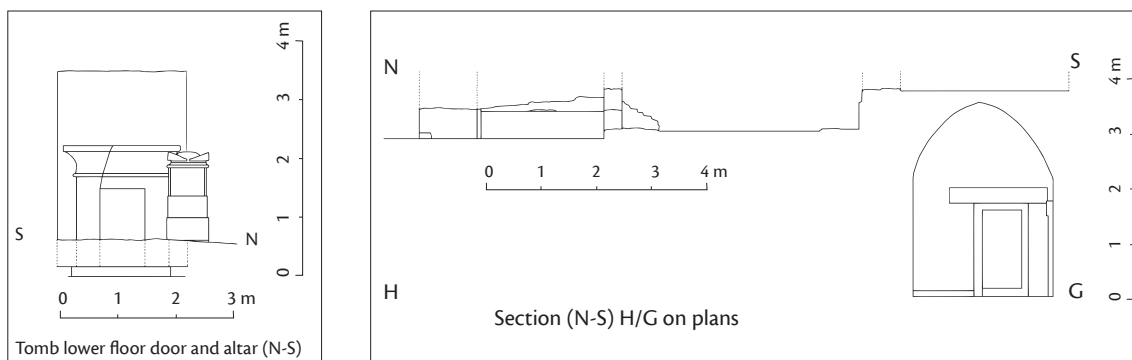 4 m
3
2
1
0
S
N
0 1 2 3 m
Tomb lower floor door and altar (N-S)
N
S
4 m
3
2
1
0
0 1 2 3 4 m
H
G
Section (N-S) H/G on plans